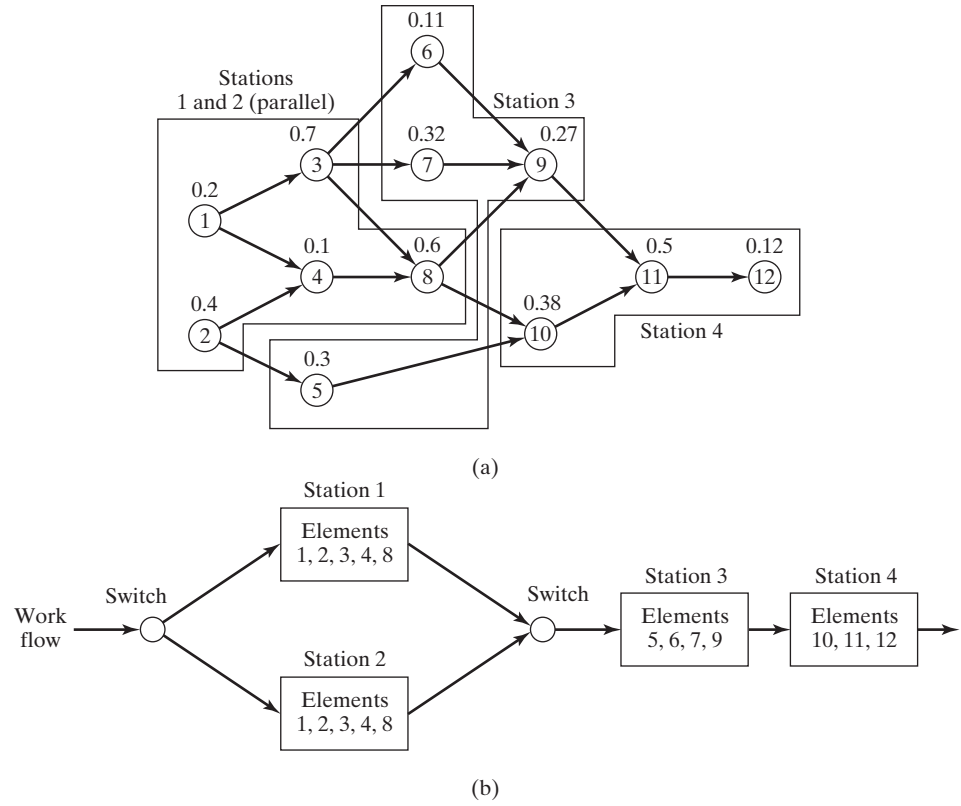 0.11
6
Stations
1 and 2 (parallel)
Station 3
0.7
0.32
0.27
3
7
9
0.2
1
0.1
0.6
0.5
0.12
4
8
11
12
0.4
0.38
2
10
Station 4
0.3
5
(a)
Station 1
Elements
1, 2, 3, 4, 8
Switch
Work
flow
Switch
Station 3
Station 4
Elements
5, 6, 7, 9
Elements
10, 11, 12
Station 2
Elements
1, 2, 3, 4, 8
(b)